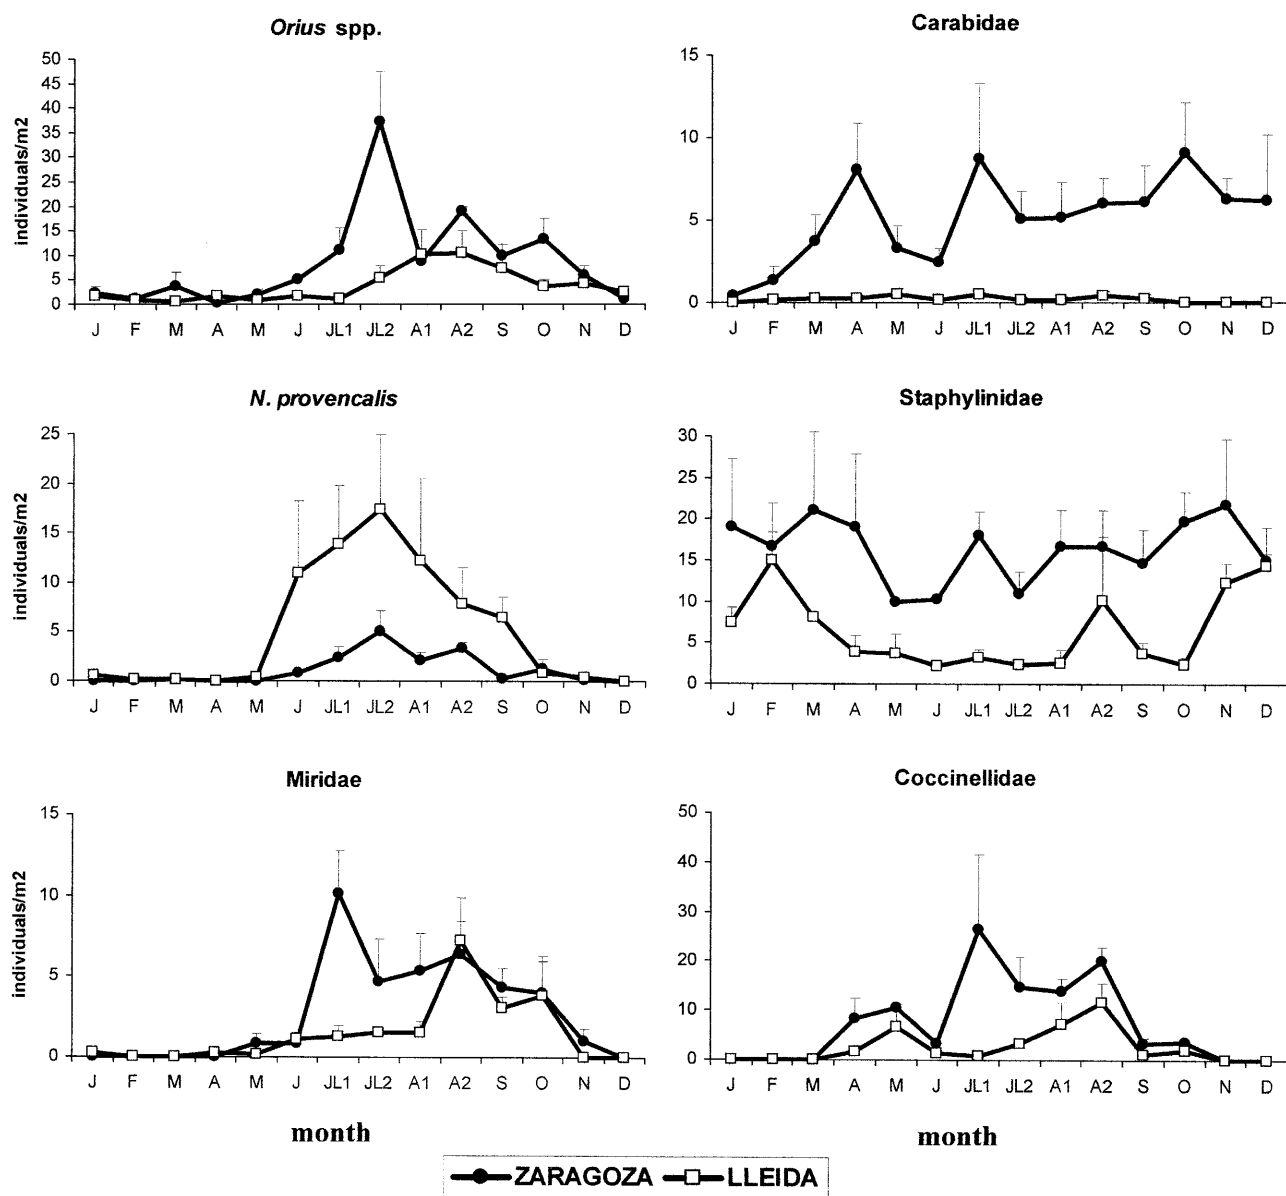 Orius spp.
individuals/m2
50
45
40
35
30
25
20
15
10
5
0
J F M A M J JL1 JL2 A1 A2 S O N D
Carabidae
15
10
5
0
J F M A M J JL1 JL2 A1 A2 S O N D
N. provencalis
individuals/m2
25
20
15
10
5
0
J F M A M J JL1 JL2 A1 A2 S O N D
Staphylinidae
30
25
20
15
10
5
0
J F M A M J JL1 JL2 A1 A2 S O N D
Miridae
individuals/m2
15
10
5
0
J F M A M J JL1 JL2 A1 A2 S O N D
month
Coccinellidae
50
40
30
20
10
0
J F M A M J JL1 JL2 A1 A2 S O N D
month
ZARAGOZA LLEIDA